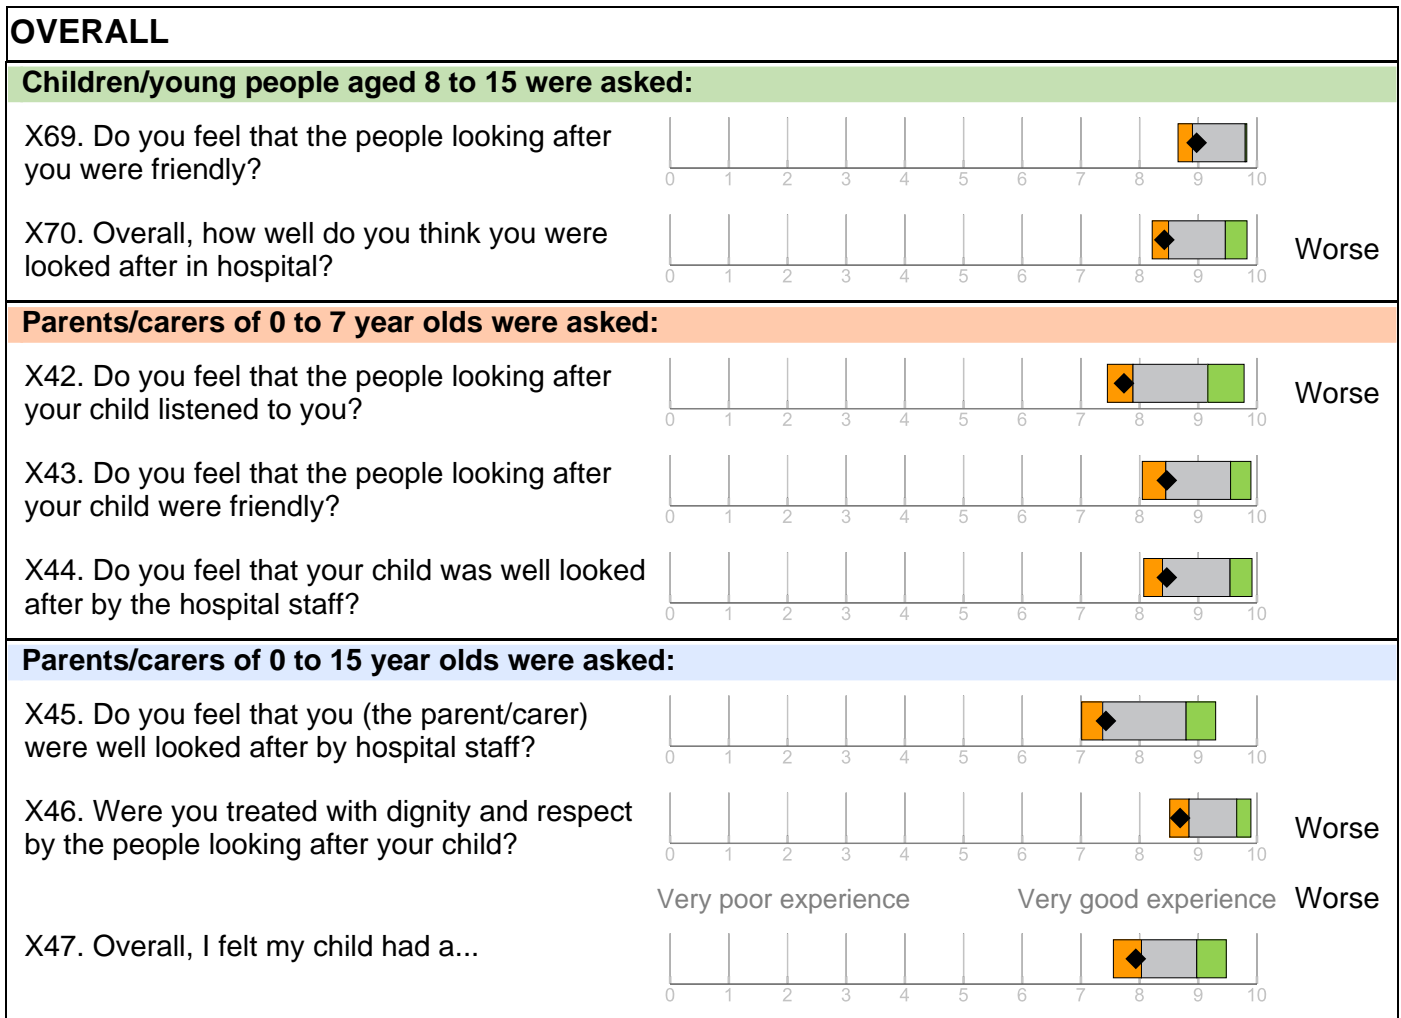 OVERALL
Children/young people aged 8 to 15 were asked:
X69. Do you feel that the people looking after
you were friendly?
0 1 2 3 4 5 6 7 8 9 10
X70. Overall, how well do you think you were
looked after in hospital?
Worse
0 1 2 3 4 5 6 7 8 9 10
Parents/carers of 0 to 7 year olds were asked:
X42. Do you feel that the people looking after
your child listened to you?
Worse
0 1 2 3 4 5 6 7 8 9 10
X43. Do you feel that the people looking after
your child were friendly?
0 1 2 3 4 5 6 7 8 9 10
X44. Do you feel that your child was well looked
after by the hospital staff?
0 1 2 3 4 5 6 7 8 9 10
Parents/carers of 0 to 15 year olds were asked:
X45. Do you feel that you (the parent/carer)
were well looked after by hospital staff?
0 1 2 3 4 5 6 7 8 9 10
X46. Were you treated with dignity and respect
by the people looking after your child?
Worse
0 1 2 3 4 5 6 7 8 9 10
Very poor experience Very good experience Worse
X47. Overall, I felt my child had a...
0 1 2 3 4 5 6 7 8 9 10